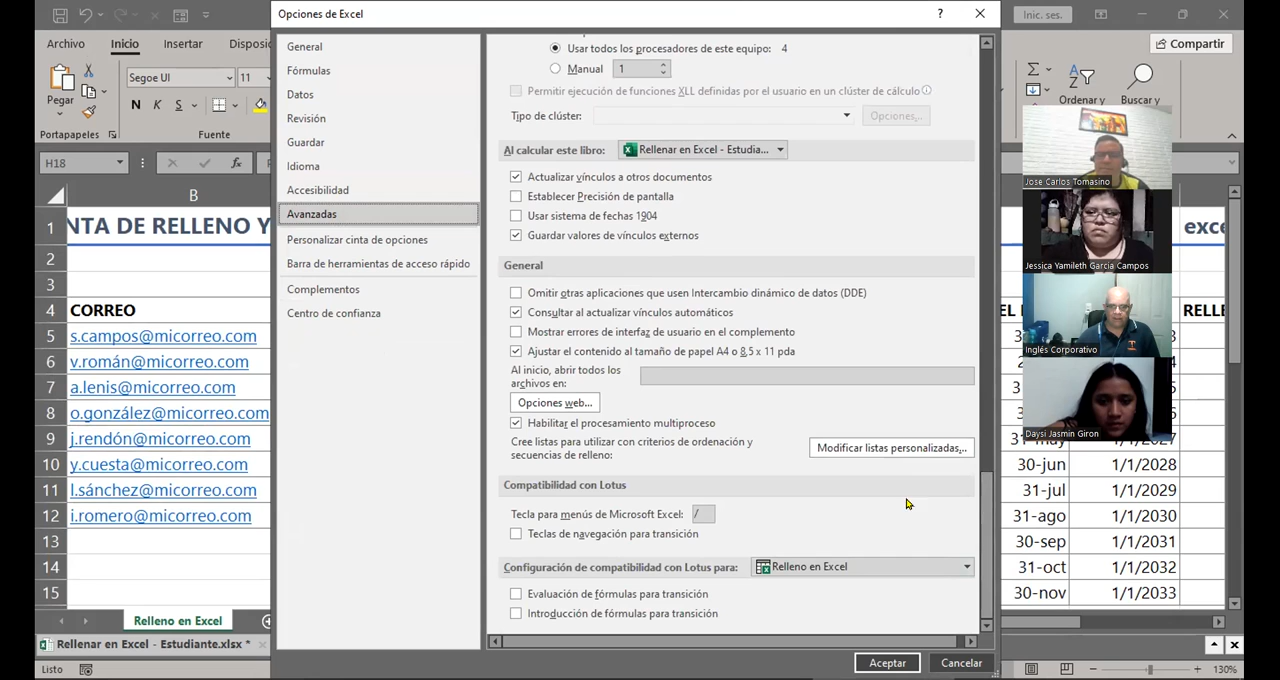 Opciones de Excel
?
Inic. ses.
Archivo
Inicio
Insertar
Disposi
Compartir
Pegar
Segoe UI
11
N K S
Ordenar y
Buscar y
Portapapeles
Fuente
H18
fx
B
1
NTA DE RELLENO Y
exce
2
3
4
CORREO
RELLE
5
s.campos@micorreo.com
6
v.román@micorreo.com
7
a.lenis@micorreo.com
8
o.gonzález@micorreo.com
9
j.rendón@micorreo.com
10
y.cuesta@micorreo.com
30-jun
1/1/2028
11
l.sánchez@micorreo.com
31-jul
1/1/2029
12
i.romero@micorreo.com
31-ago
1/1/2030
13
30-sep
1/1/2031
14
31-oct
1/1/2032
15
30-nov
1/1/2033
Relleno en Excel
Rellenar en Excel - Estudiante.xlsx *
Listo
130%
General
Fórmulas
Datos
Revisión
Guardar
Idioma
Accesibilidad
Avanzadas
Personalizar cinta de opciones
Barra de herramientas de acceso rápido
Complementos
Centro de confianza
Usar todos los procesadores de este equipo: 4
Manual 1
Permitir ejecución de funciones XLL definidas por el usuario en un clúster de cálculo
Tipo de clúster:
Opciones...
Al calcular este libro:
Rellenar en Excel - Estudia...
Actualizar vínculos a otros documentos
Establecer Precisión de pantalla
Usar sistema de fechas 1904
Guardar valores de vínculos externos
General
Omitir otras aplicaciones que usen Intercambio dinámico de datos (DDE)
Consultar al actualizar vínculos automáticos
Mostrar errores de interfaz de usuario en el complemento
Ajustar el contenido al tamaño de papel A4 o 8,5 x 11 pda
Al inicio, abrir todos los
archivos en:
Opciones web...
Habilitar el procesamiento multiproceso
Cree listas para utilizar con criterios de ordenación y
secuencias de relleno:
Modificar listas personalizadas...
Compatibilidad con Lotus
Tecla para menús de Microsoft Excel: /
Teclas de navegación para transición
Configuración de compatibilidad con Lotus para:
Relleno en Excel
Evaluación de fórmulas para transición
Introducción de fórmulas para transición
Aceptar
Cancelar
Jose Carlos Tomasino
Jessica Yamileth Garcia Campos
Inglés Corporativo
Daysi Jasmin Giron